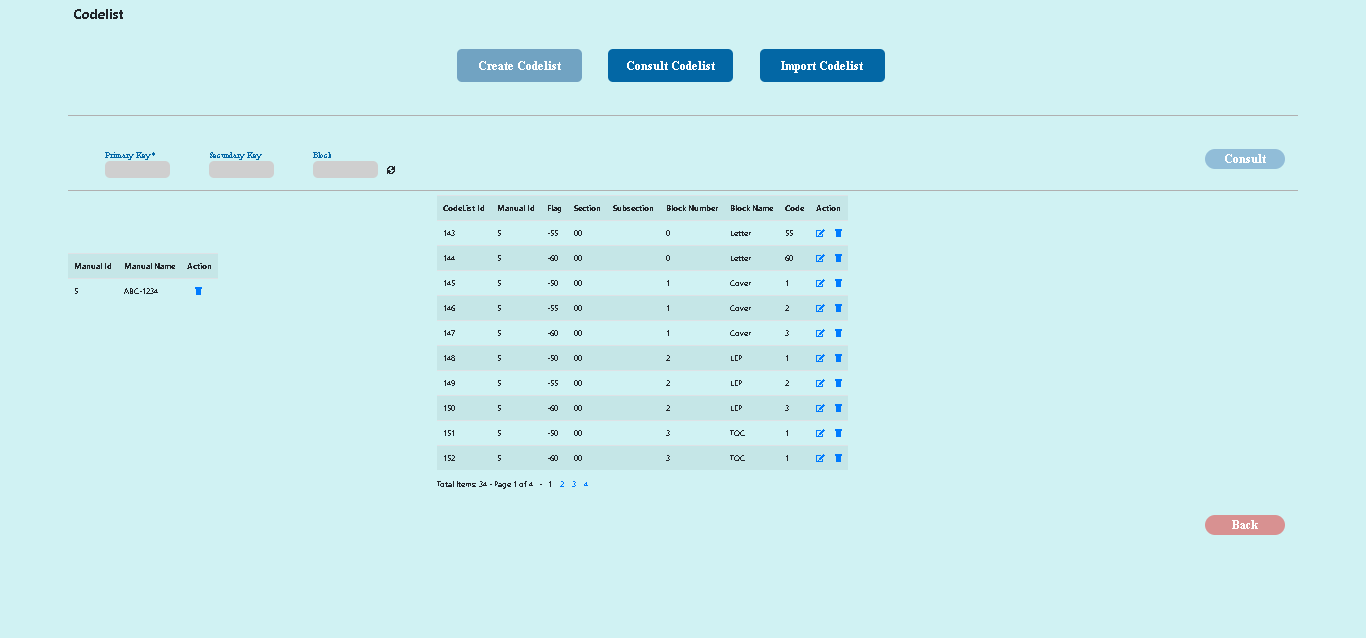 Codelist
Create Codelist Consult Codelist Import Codelist
Primary Key* Secundary Key Block
Consult
CodeList Id Manual Id Flag Section Subsection Block Number Block Name Code Action
143 5 -55 00 0 Letter 55
144 5 -60 00 0 Letter 60
145 5 -50 00 1 Cover 1
146 5 -55 00 1 Cover 2
147 5 -60 00 1 Cover 3
148 5 -50 00 2 LEP 1
149 5 -55 00 2 LEP 2
150 5 -60 00 2 LEP 3
151 5 -50 00 3 TOC 1
152 5 -60 00 3 TOC 1
Total Items: 34 - Page 1 of 4 - 1 2 3 4
Manual Id Manual Name Action
5 ABC-1234
Back